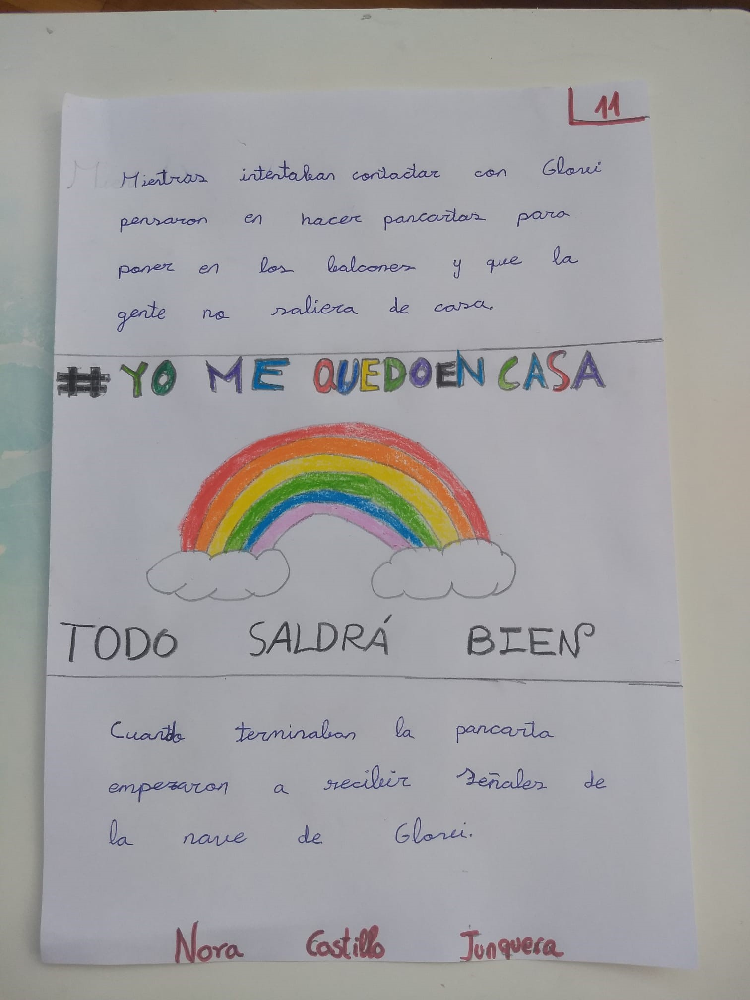 11
Mientras intentaban contactar con Glorei
pensaron en hacer pancartas para
poner en los balcones y que la
gente no saliera de casa.
# YO ME QUEDO EN CASA
TODO SALDRÁ BIEN
Cuando terminaban la pancarta
empezaron a recibir señales de
la nave de Glorei.
Nora Castillo Junquera